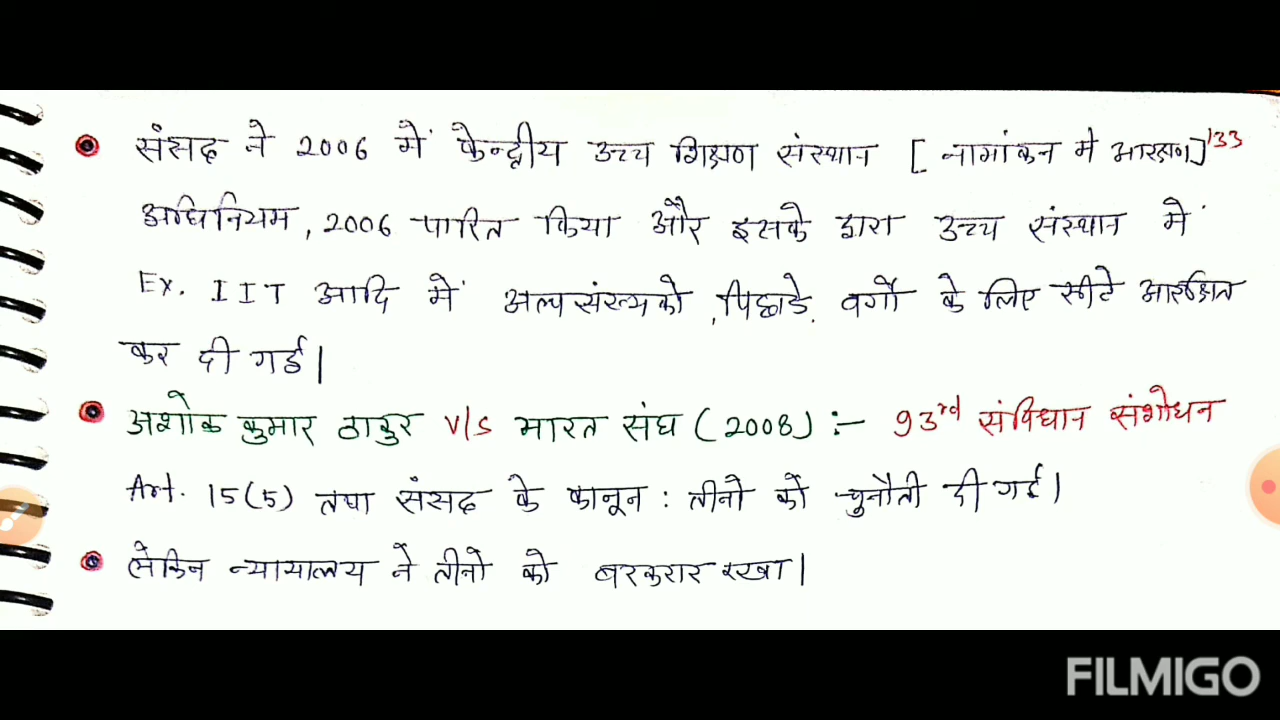 संसद ने 2006 में केन्द्रीय उच्च शिक्षण संस्थान [ नामांकन मे आरक्षण] 133
अधिनियम, 2006 पारित किया और इसके द्वारा उच्च संस्थान में
Ex. IIT आदि में अल्पसंख्यको, पिछाडे वर्गो के लिए सीटे आरक्षित
कर दी गई।
अशोक कुमार ठाकुर v/s भारत संघ (2008) :- 93rd संविधान संशोधन
Art. 15(5) तथा संसद के कानून : तीनो को चुनौती दी गई।
लेकिन न्यायालय ने तीनो को बरकरार रखा।
FILMIGO